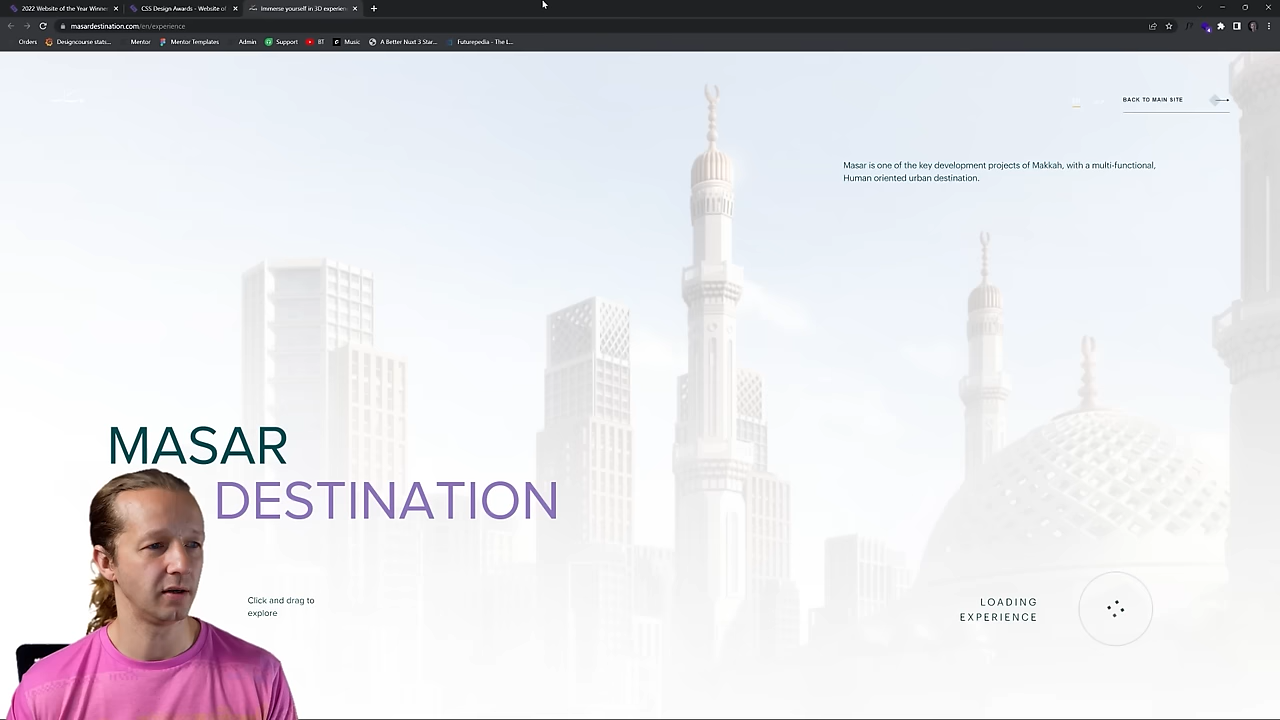 2022 Website of the Year Winne
CSS Design Awards - Website of
Immerse yourself in 3D experien
masardestination.com/en/experience
Orders
Designcourse stats...
Mentor
Mentor Templates
Admin
Support
BT
Music
A Better Nuxt 3 Star...
Futurepedia - The L...
EN
BACK TO MAIN SITE
Masar is one of the key development projects of Makkah, with a multi-functional,
Human oriented urban destination.
MASAR
DESTINATION
Click and drag to
explore
LOADING
EXPERIENCE